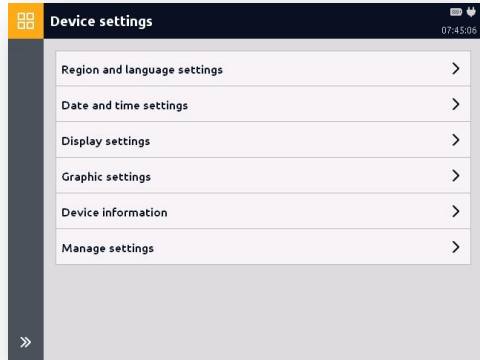 Device settings
07:45:06
Region and language settings
Date and time settings
Display settings
Graphic settings
Device information
Manage settings